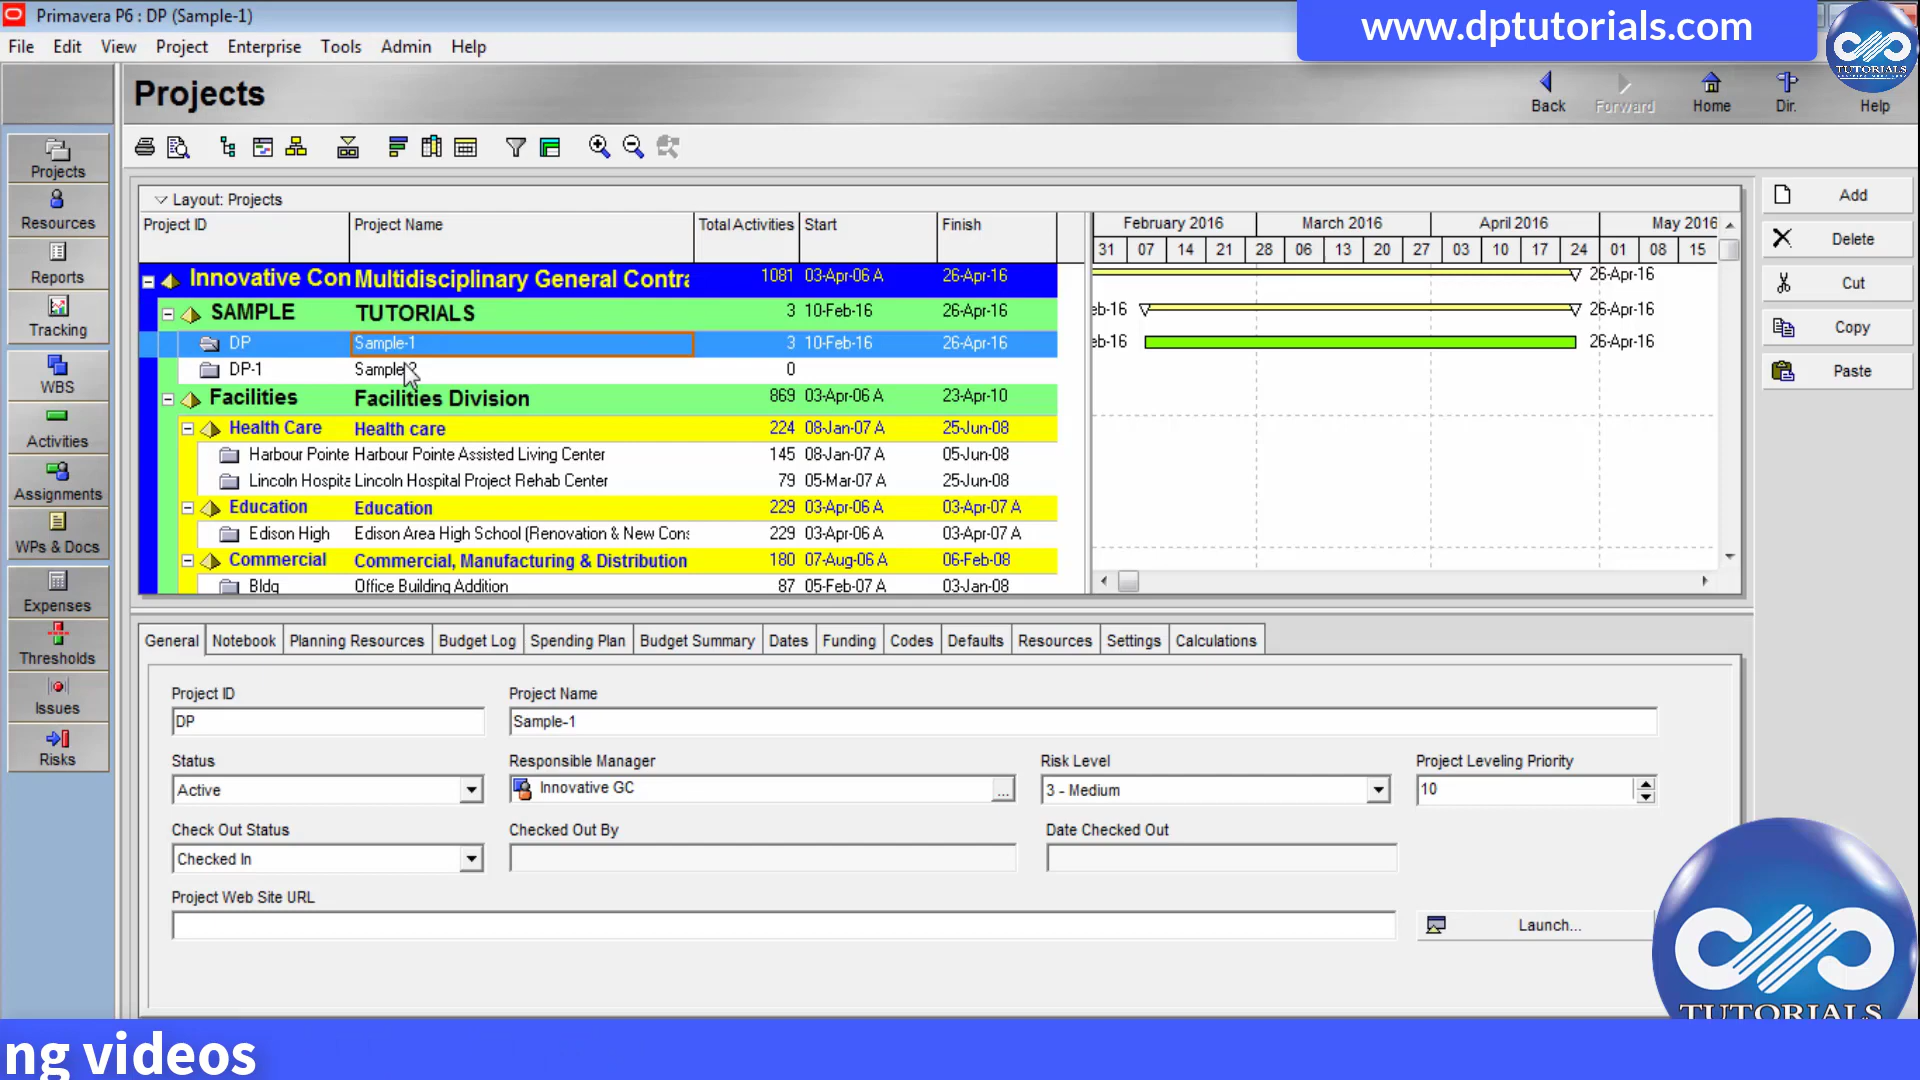 Primavera P6 : DP (Sample-1)
www.dptutorials.com
File Edit View Project Enterprise Tools Admin Help
TUTORIALS
Projects
Back Forward Home Dir. Help
Projects
Resources
Reports
Tracking
WBS
Activities
Assignments
WPs & Docs
Expenses
Thresholds
Issues
Risks
Layout: Projects
Project ID Project Name Total Activities Start Finish
February 2016 March 2016 April 2016 May 2016
31 07 14 21 28 06 13 20 27 03 10 17 24 01 08 15
Innovative Con Multidisciplinary General Contra 1081 03-Apr-06 A 26-Apr-16 26-Apr-16
SAMPLE TUTORIALS 3 10-Feb-16 26-Apr-16 eb-16 26-Apr-16
DP Sample-1 3 10-Feb-16 26-Apr-16 eb-16 26-Apr-16
DP-1 Sample 0
Facilities Facilities Division 869 03-Apr-06 A 23-Apr-10
Health Care Health care 224 08-Jan-07 A 25-Jun-08
Harbour Pointe Harbour Pointe Assisted Living Center 145 08-Jan-07 A 05-Jun-08
Lincoln Hospita Lincoln Hospital Project Rehab Center 79 05-Mar-07 A 25-Jun-08
Education Education 229 03-Apr-06 A 03-Apr-07 A
Edison High Edison Area High School (Renovation & New Cons 229 03-Apr-06 A 03-Apr-07 A
Commercial Commercial, Manufacturing & Distribution 180 07-Aug-06 A 06-Feb-08
Bldg Office Building Addition 87 05-Feb-07 A 03-Jan-08
Add
Delete
Cut
Copy
Paste
General Notebook Planning Resources Budget Log Spending Plan Budget Summary Dates Funding Codes Defaults Resources Settings Calculations
Project ID Project Name
DP Sample-1
Status Responsible Manager Risk Level Project Leveling Priority
Active Innovative GC ... 3 - Medium 10
Check Out Status Checked Out By Date Checked Out
Checked In
Project Web Site URL
Launch...
TUTORIALS
ng videos